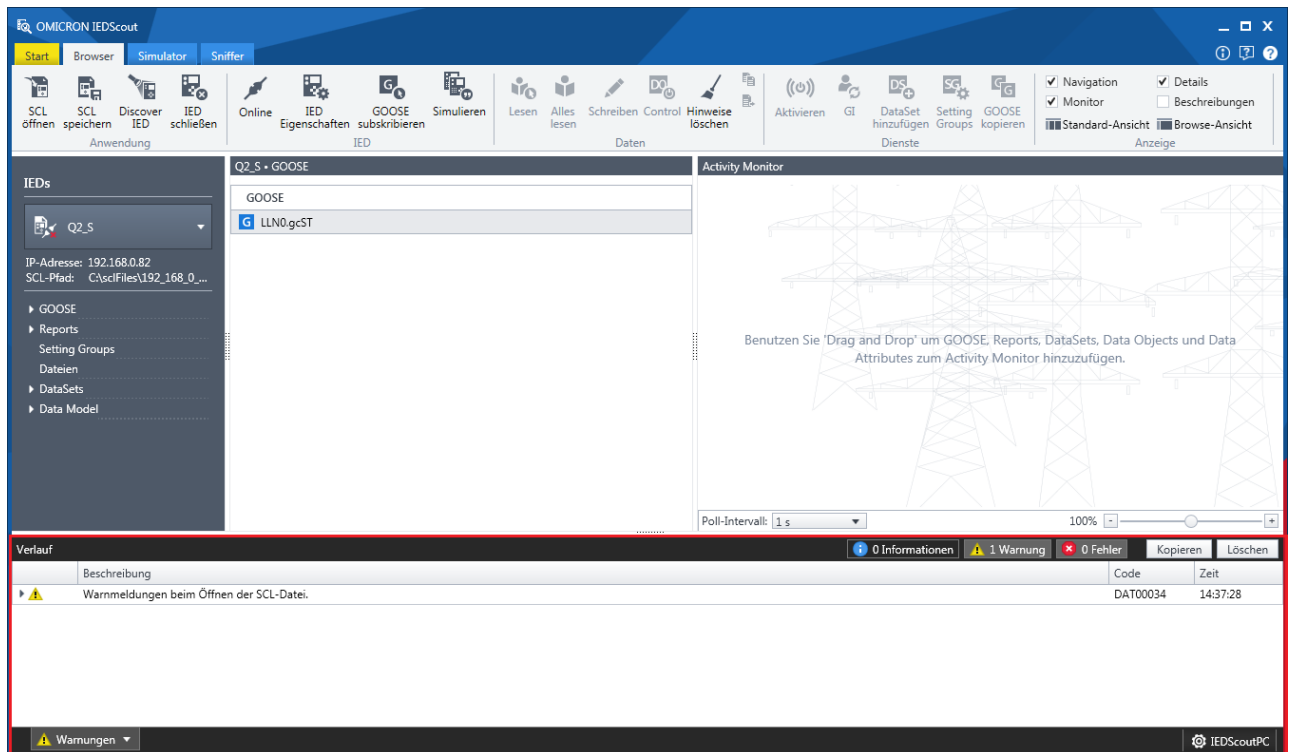 OMICRON IEDScout
Start Browser Simulator Sniffer
SCL öffnen SCL speichern Discover IED IED schließen
Anwendung
Online IED Eigenschaften GOOSE subskribieren Simulieren
IED
Lesen Alles lesen Schreiben Control Hinweise löschen
Daten
Aktivieren GI DataSet hinzufügen Setting Groups GOOSE kopieren
Dienste
Navigation Details
Monitor Beschreibungen
Standard-Ansicht Browse-Ansicht
Anzeige
IEDs
Q2_S
IP-Adresse: 192.168.0.82
SCL-Pfad: C:\sclFiles\192_168_0_...
GOOSE
Reports
Setting Groups
Dateien
DataSets
Data Model
Q2_S • GOOSE
GOOSE
G LLN0.gcST
Activity Monitor
Benutzen Sie 'Drag and Drop' um GOOSE, Reports, DataSets, Data Objects und Data
Attributes zum Activity Monitor hinzuzufügen.
Poll-Intervall: 1 s 100% - +
Verlauf 0 Informationen 1 Warnung 0 Fehler Kopieren Löschen
Beschreibung Code Zeit
Warnmeldungen beim Öffnen der SCL-Datei. DAT00034 14:37:28
Warnungen IEDScoutPC